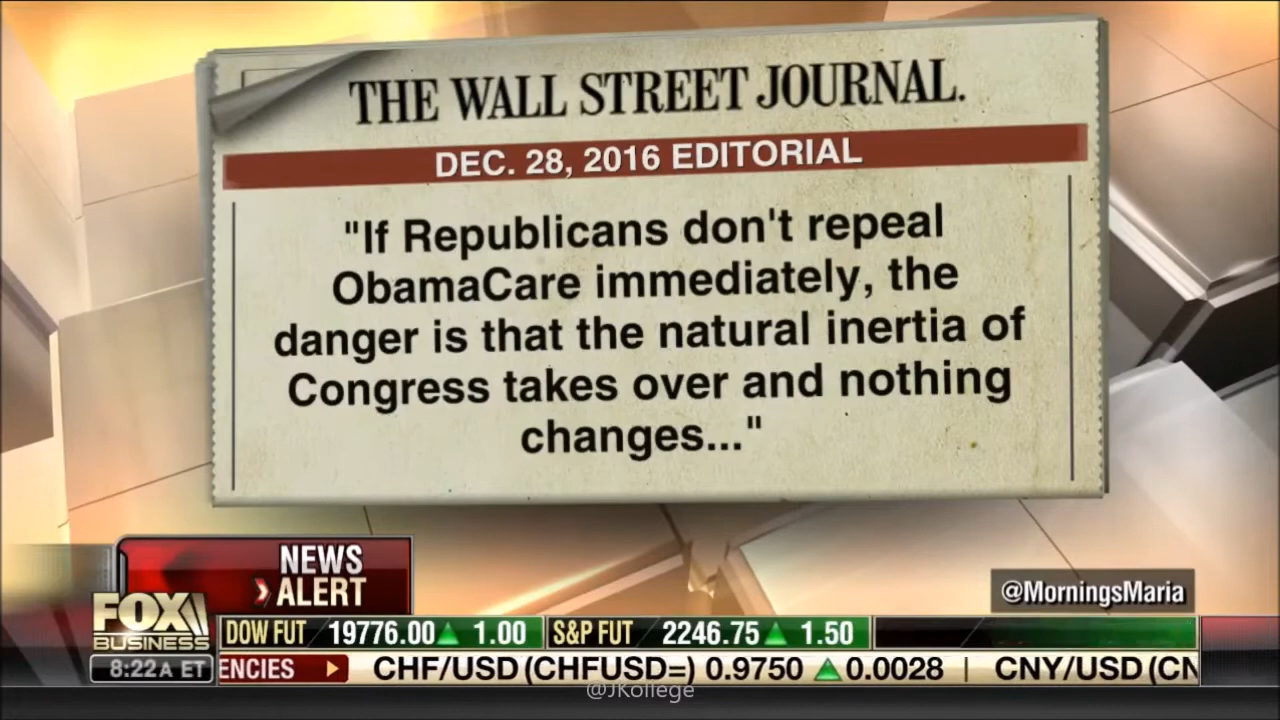 THE WALL STREET JOURNAL.
DEC. 28, 2016 EDITORIAL
"If Republicans don't repeal
ObamaCare immediately, the
danger is that the natural inertia of
Congress takes over and nothing
changes..."
NEWS
ALERT
@MorningsMaria
FOX
BUSINESS
DOW FUT 19776.00 ▲ 1.00 S&P FUT 2246.75 ▲ 1.50
8:22A ET
ENCIES CHF/USD (CHFUSD=) 0.9750 ▲ 0.0028 | CNY/USD (CN
@JKollege